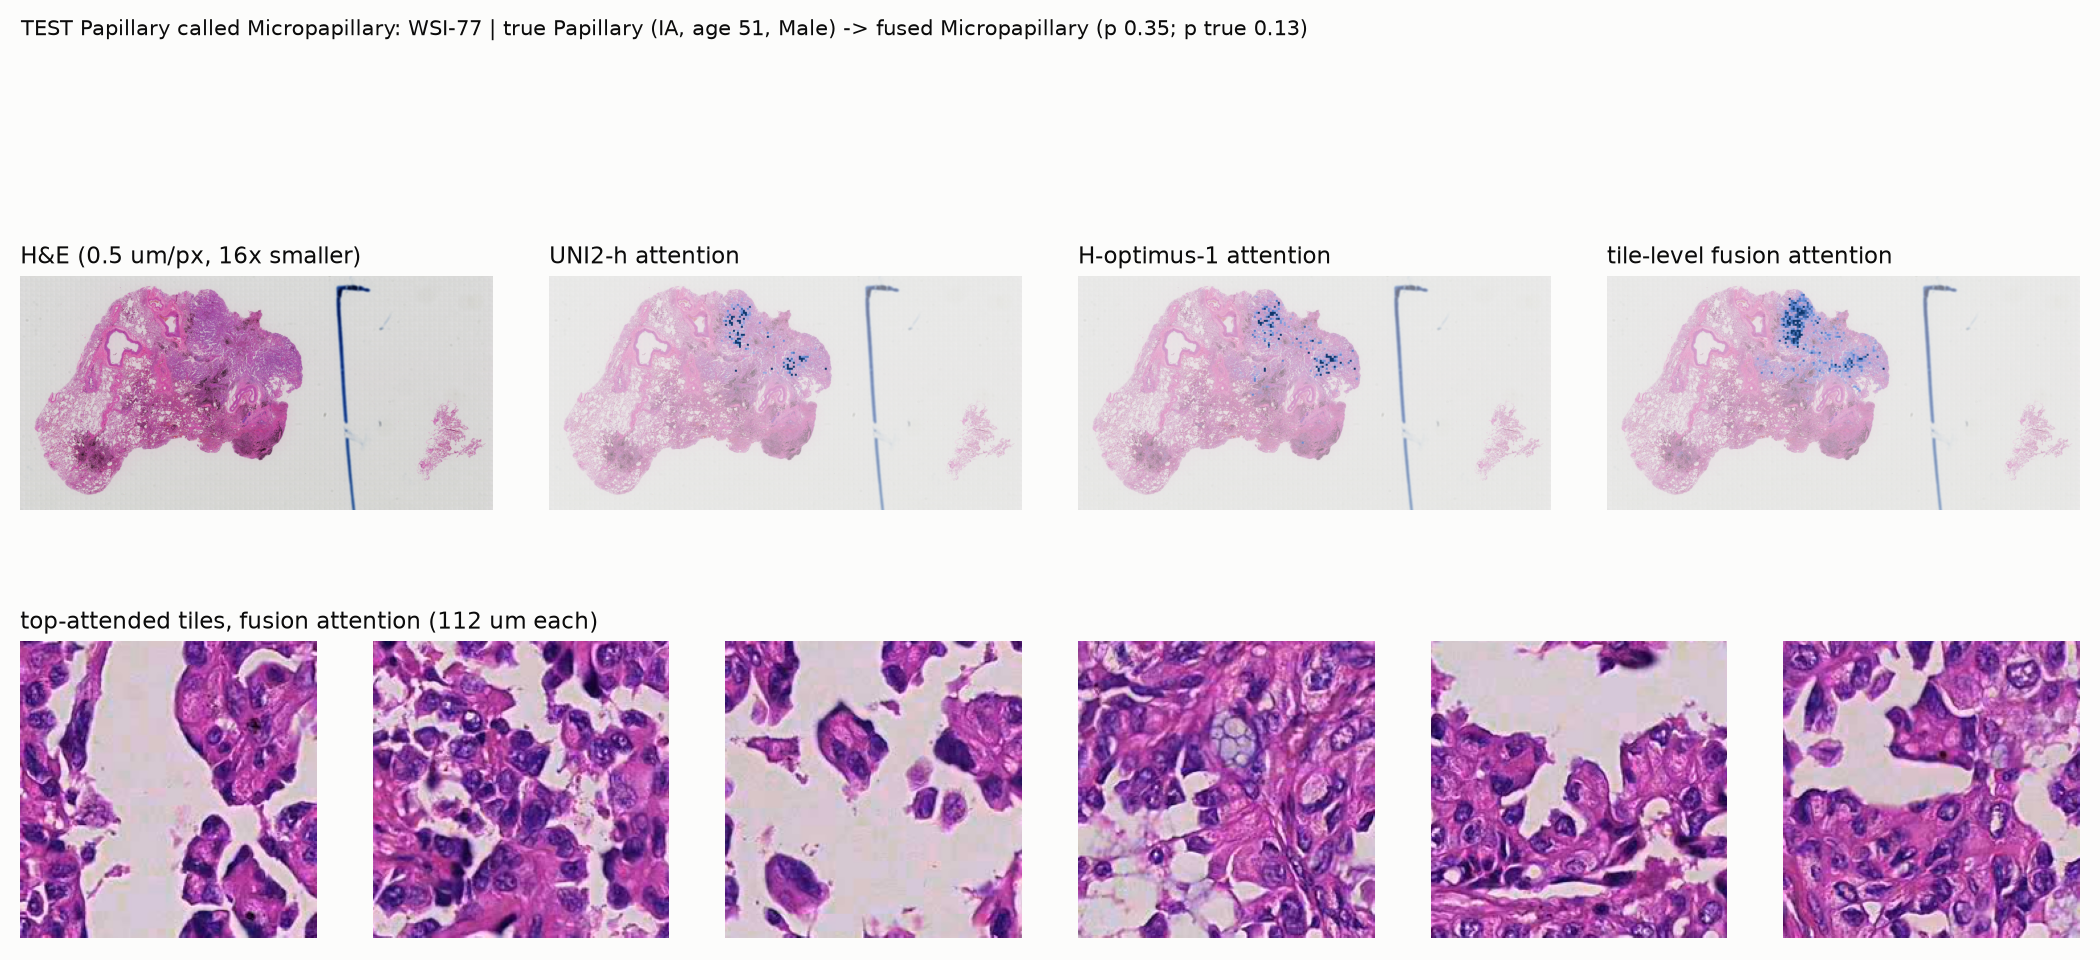 TEST Papillary called Micropapillary: WSI-77 | true Papillary (IA, age 51, Male) -> fused Micropapillary (p 0.35; p true 0.13)
H&E (0.5 um/px, 16x smaller)
UNI2-h attention
H-optimus-1 attention
tile-level fusion attention
top-attended tiles, fusion attention (112 um each)